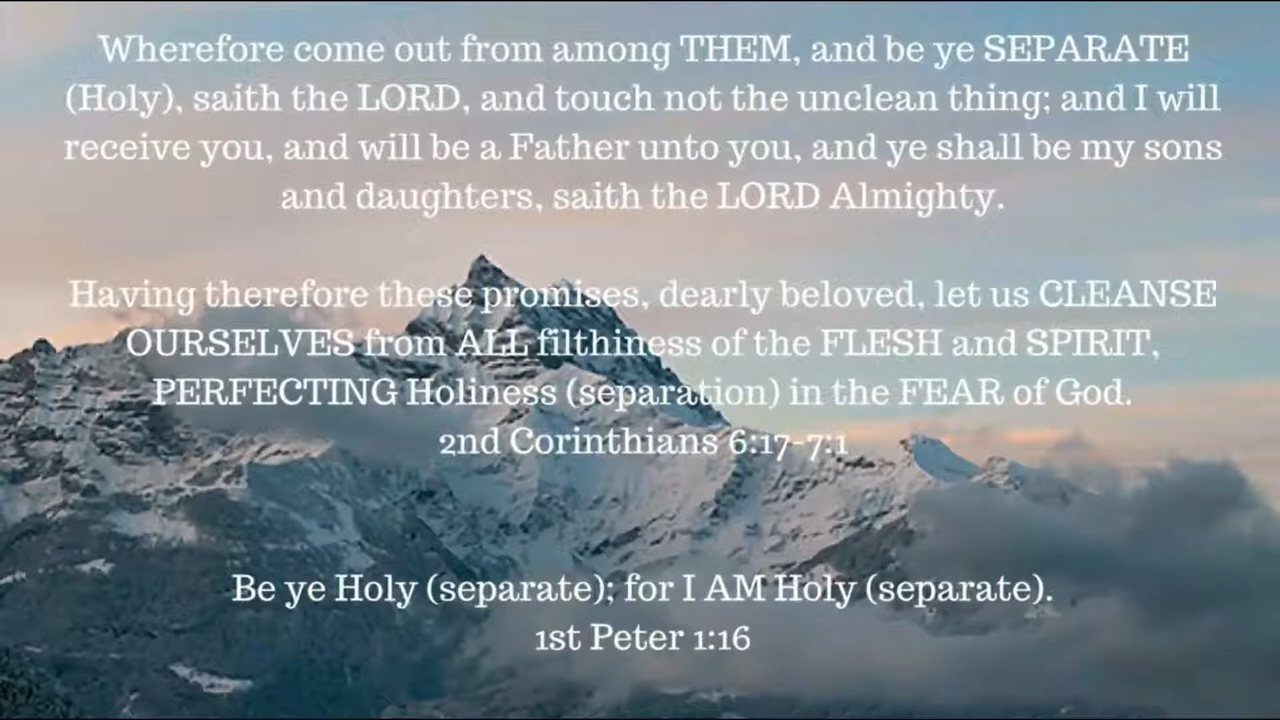 Wherefore come out from among THEM, and be ye SEPARATE
(Holy), saith the LORD, and touch not the unclean thing; and I will
receive you, and will be a Father unto you, and ye shall be my sons
and daughters, saith the LORD Almighty.
Having therefore these promises, dearly beloved, let us CLEANSE
OURSELVES from ALL filthiness of the FLESH and SPIRIT,
PERFECTING Holiness (separation) in the FEAR of God.
2nd Corinthians 6:17-7:1
Be ye Holy (separate); for I AM Holy (separate).
1st Peter 1:16